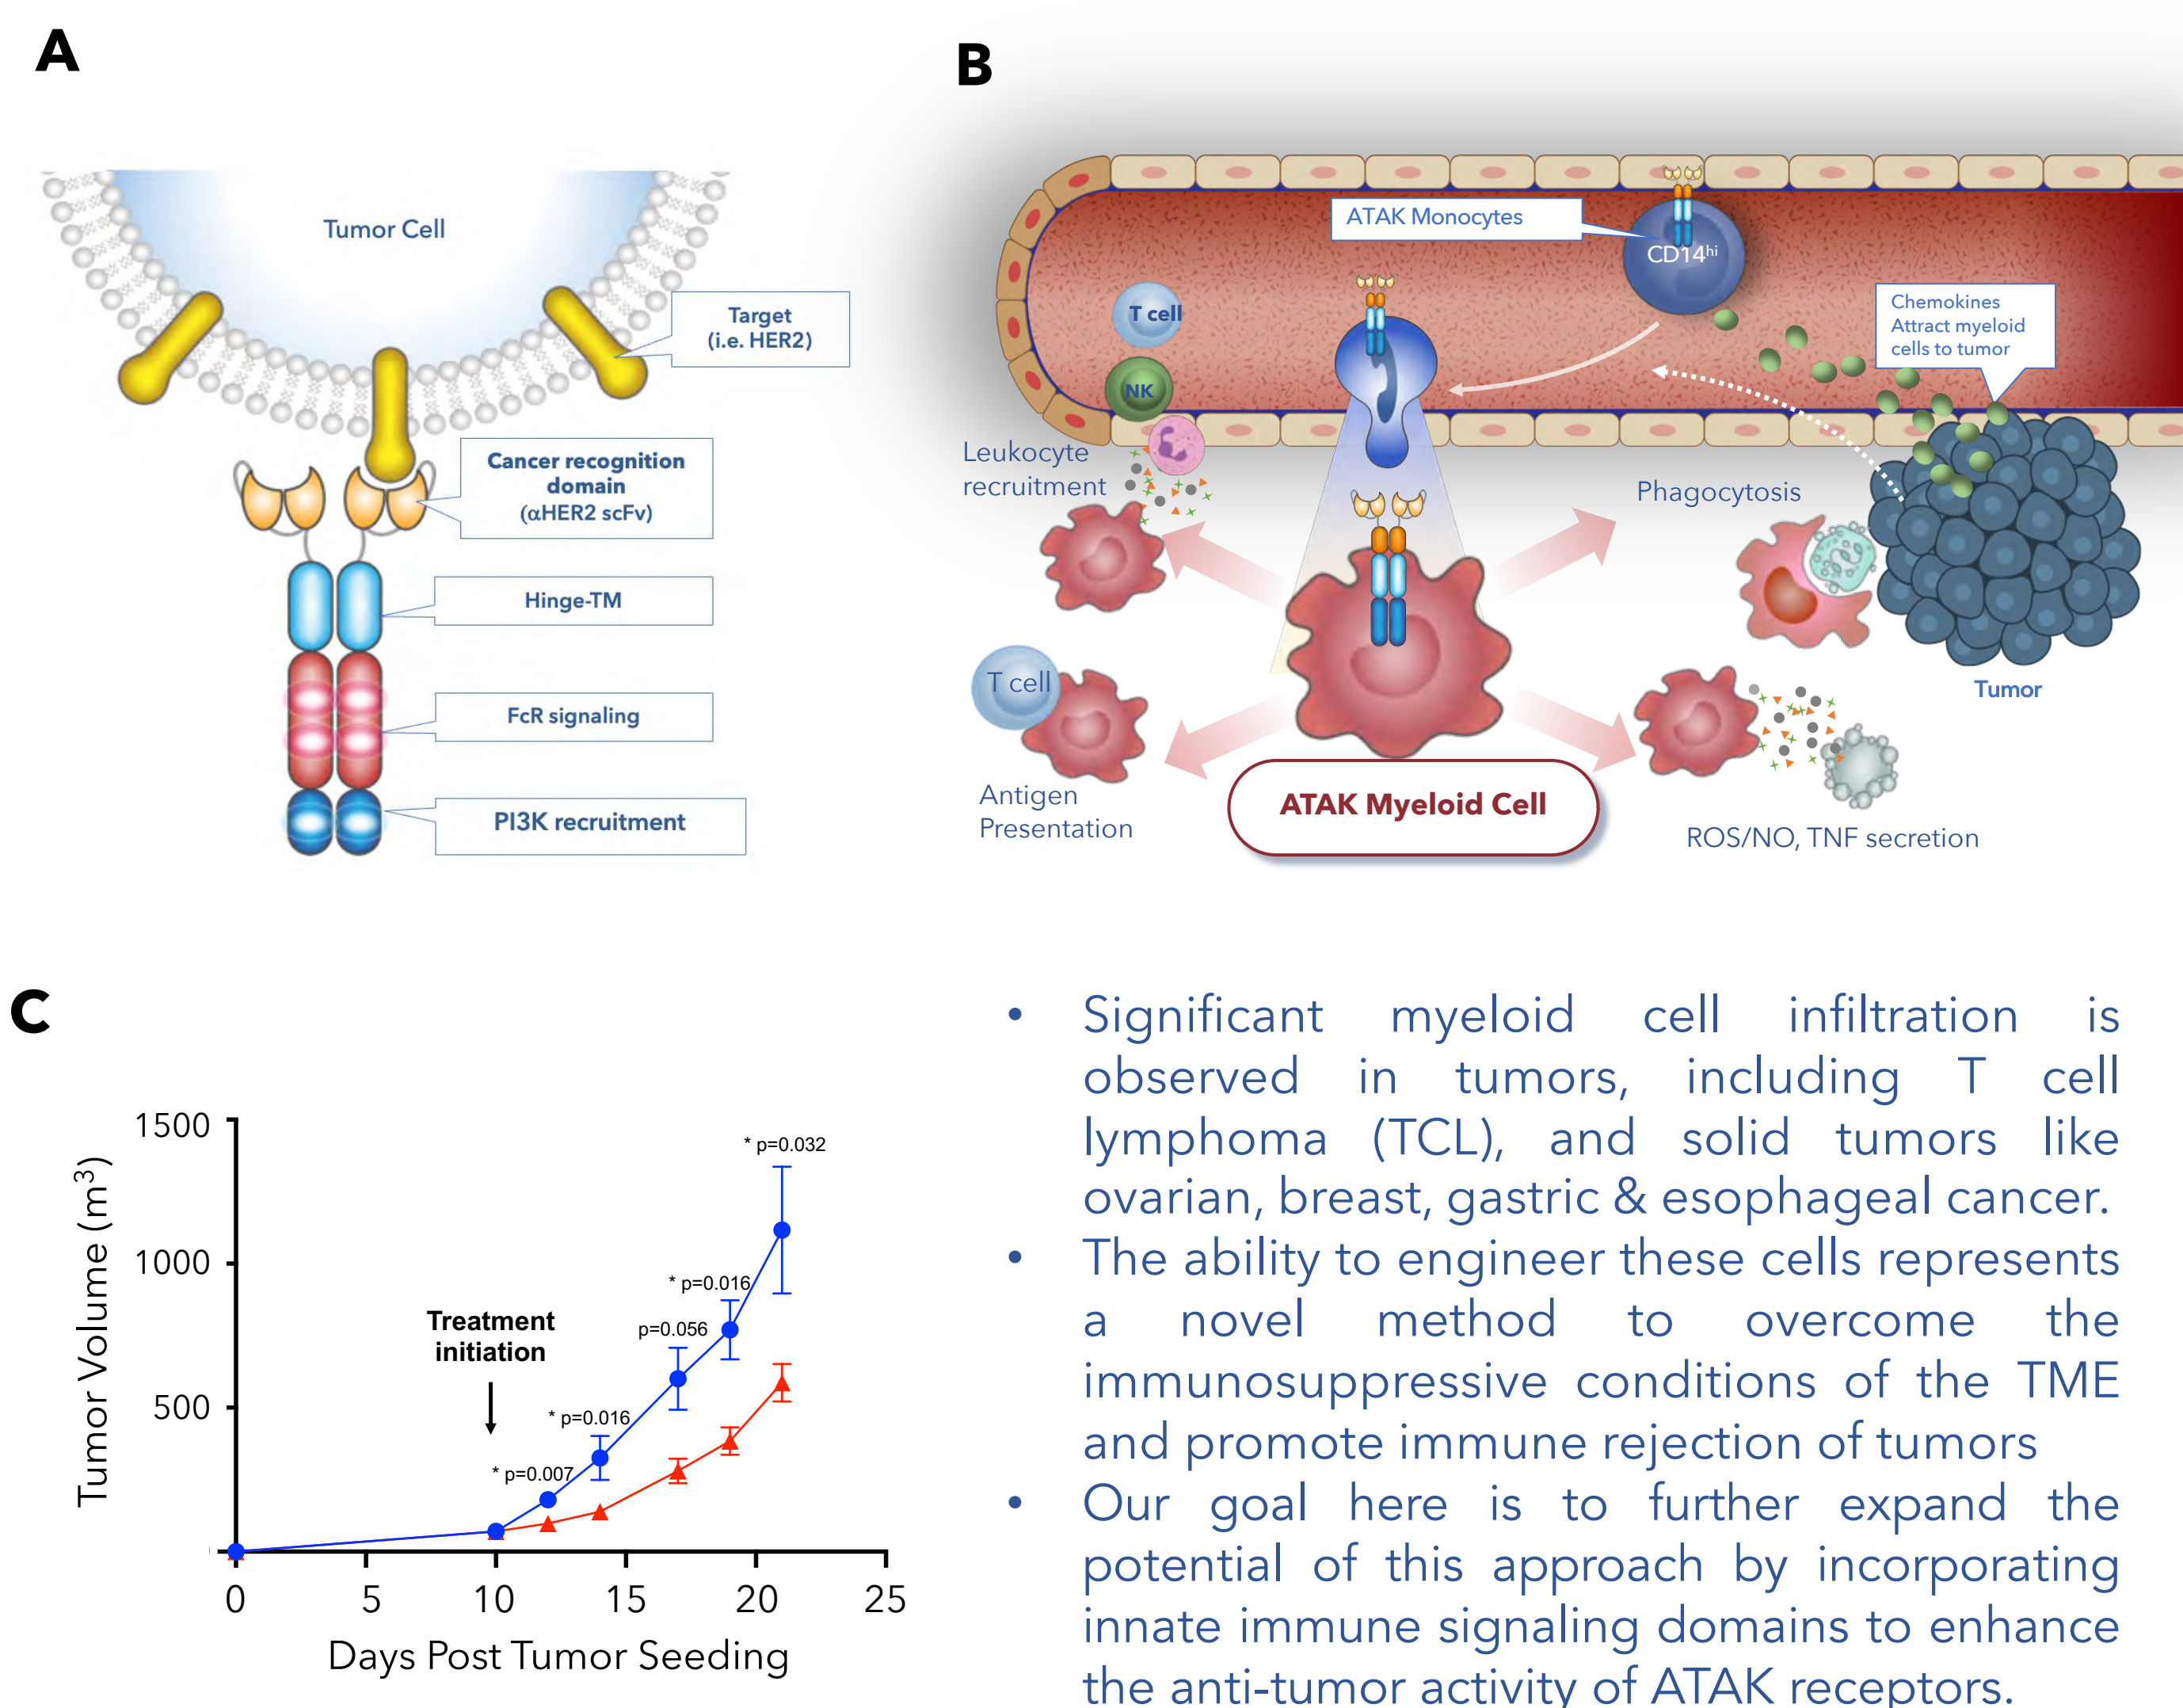 A
Tumor Cell
Target
(i.e. HER2)
Cancer recognition
domain
(αHER2 scFv)
Hinge-TM
FcR signaling
PI3K recruitment
B
ATAK Monocytes
CD14hi
T cell
NK
Chemokines
Attract myeloid
cells to tumor
Leukocyte
recruitment
Phagocytosis
T cell
Tumor
Antigen
Presentation
ATAK Myeloid Cell
ROS/NO, TNF secretion
C
Tumor Volume (m3)
1500
1000
500
Treatment
initiation
* p=0.007
* p=0.016
p=0.056
* p=0.016
* p=0.032
0 5 10 15 20 25
Days Post Tumor Seeding
• Significant myeloid cell infiltration is
observed in tumors, including T cell
lymphoma (TCL), and solid tumors like
ovarian, breast, gastric & esophageal cancer.
• The ability to engineer these cells represents
a novel method to overcome the
immunosuppressive conditions of the TME
and promote immune rejection of tumors
• Our goal here is to further expand the
potential of this approach by incorporating
innate immune signaling domains to enhance
the anti-tumor activity of ATAK receptors.